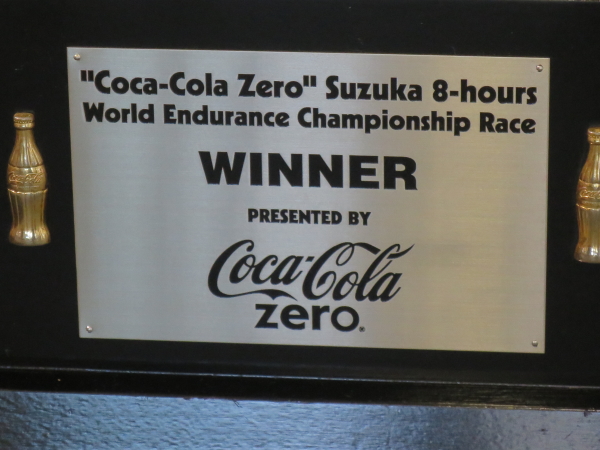 "Coca-Cola Zero" Suzuka 8-hours
World Endurance Championship Race
WINNER
PRESENTED BY
Coca-Cola
zero®